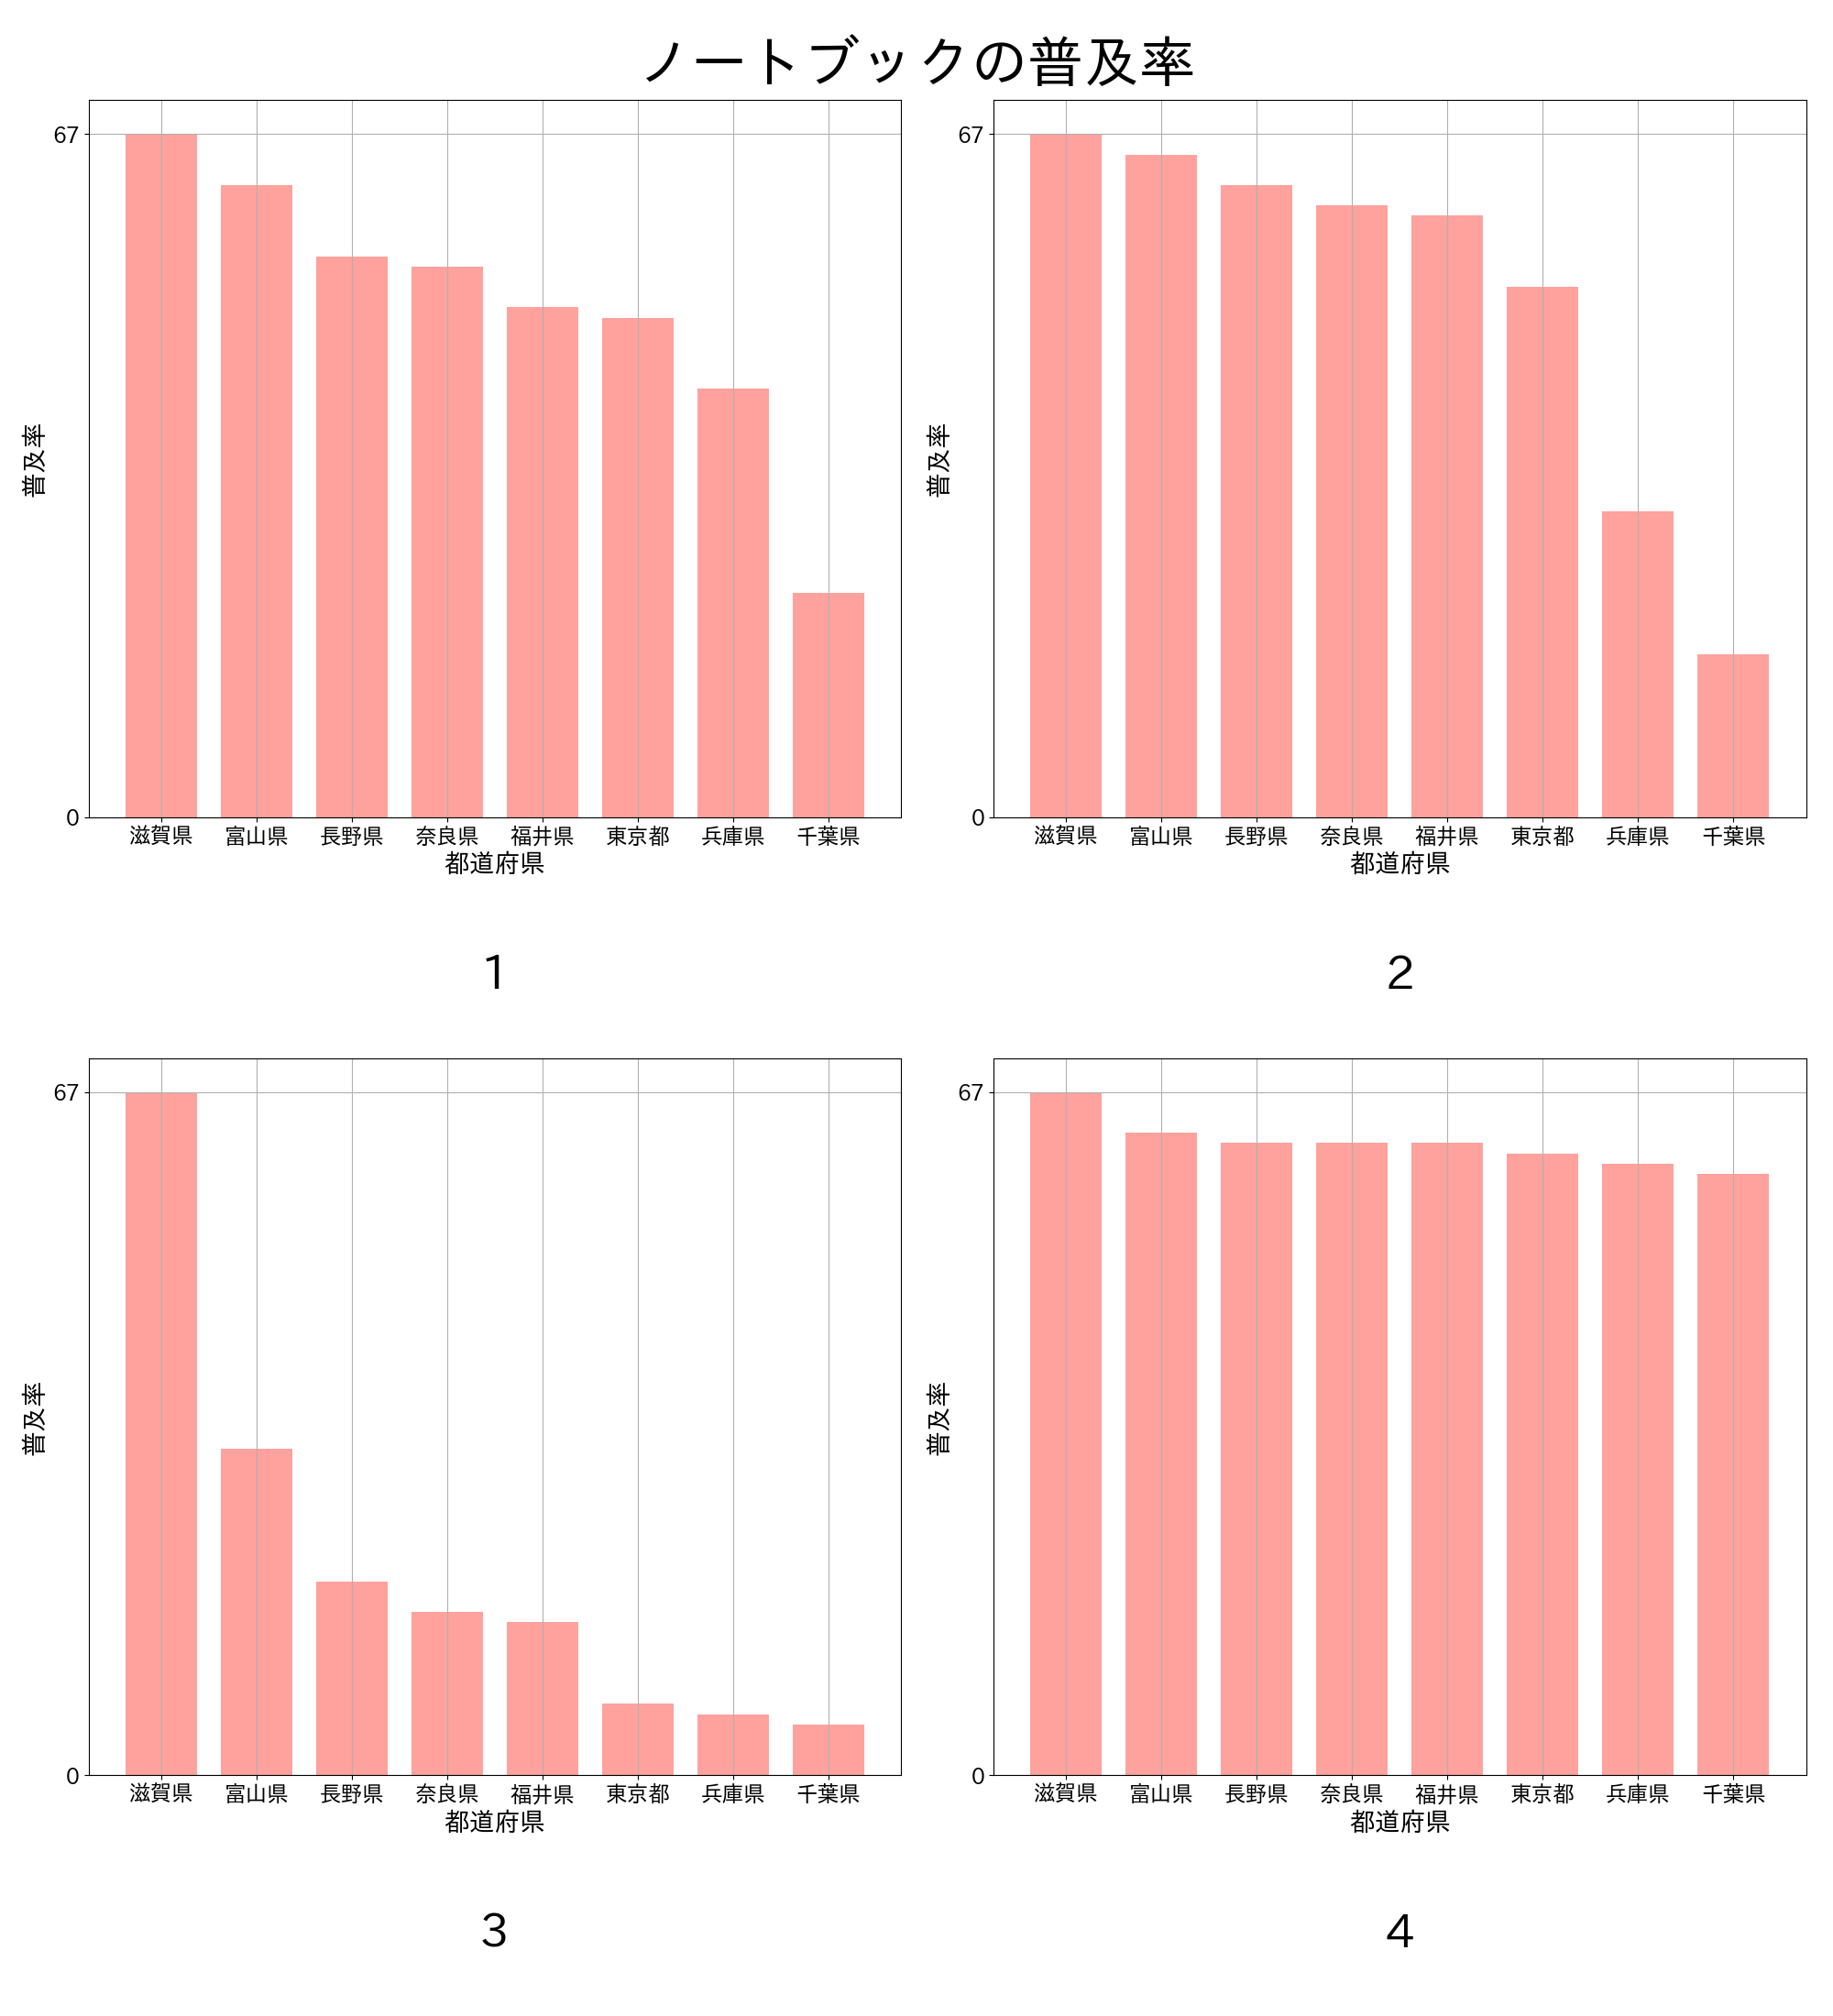 ノートブックの普及率
67
0
普及率
滋賀県 富山県 長野県 奈良県 福井県 東京都 兵庫県 千葉県
都道府県
1
67
0
普及率
滋賀県 富山県 長野県 奈良県 福井県 東京都 兵庫県 千葉県
都道府県
2
67
0
普及率
滋賀県 富山県 長野県 奈良県 福井県 東京都 兵庫県 千葉県
都道府県
3
67
0
普及率
滋賀県 富山県 長野県 奈良県 福井県 東京都 兵庫県 千葉県
都道府県
4